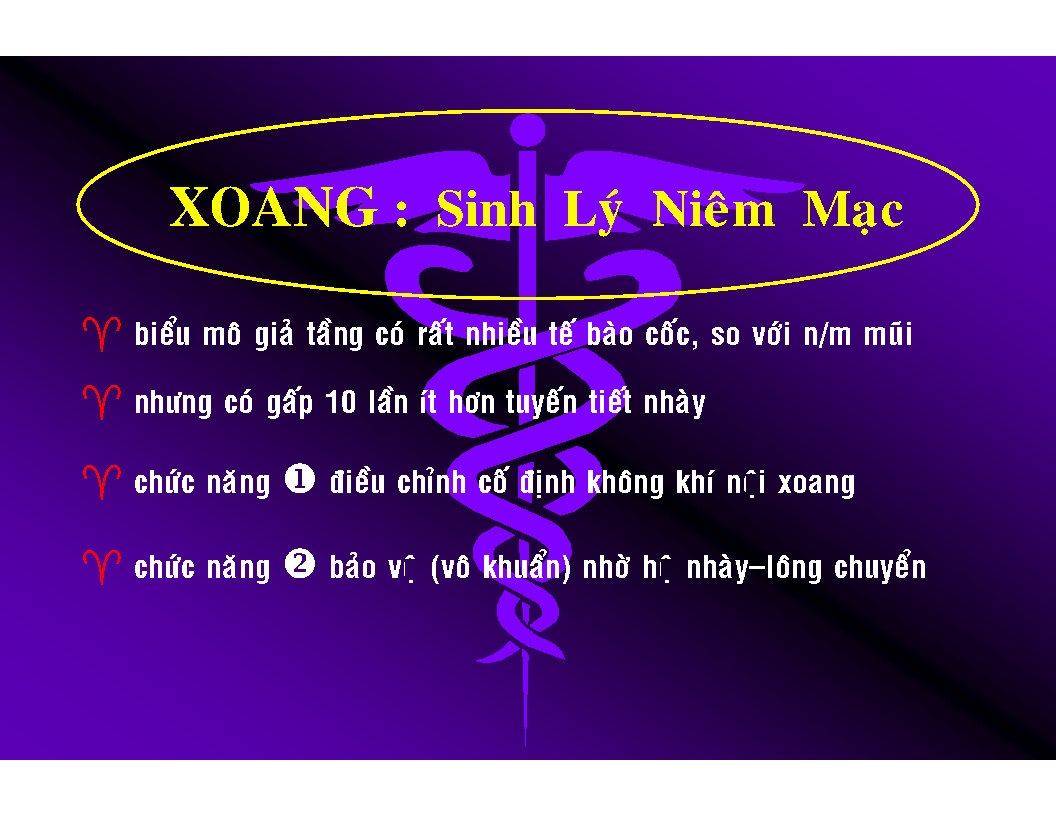 XOANG : Sinh Lý Niêm Mạc
biểu mô giả tầng có rất nhiều tế bào cốc, so với n/m mũi
nhưng có gấp 10 lần ít hơn tuyến tiết nhày
chức năng ❶ điều chỉnh cố định không khí nội xoang
chức năng ❷ bảo vệ (vô khuẩn) nhờ hệ nhày–lông chuyển